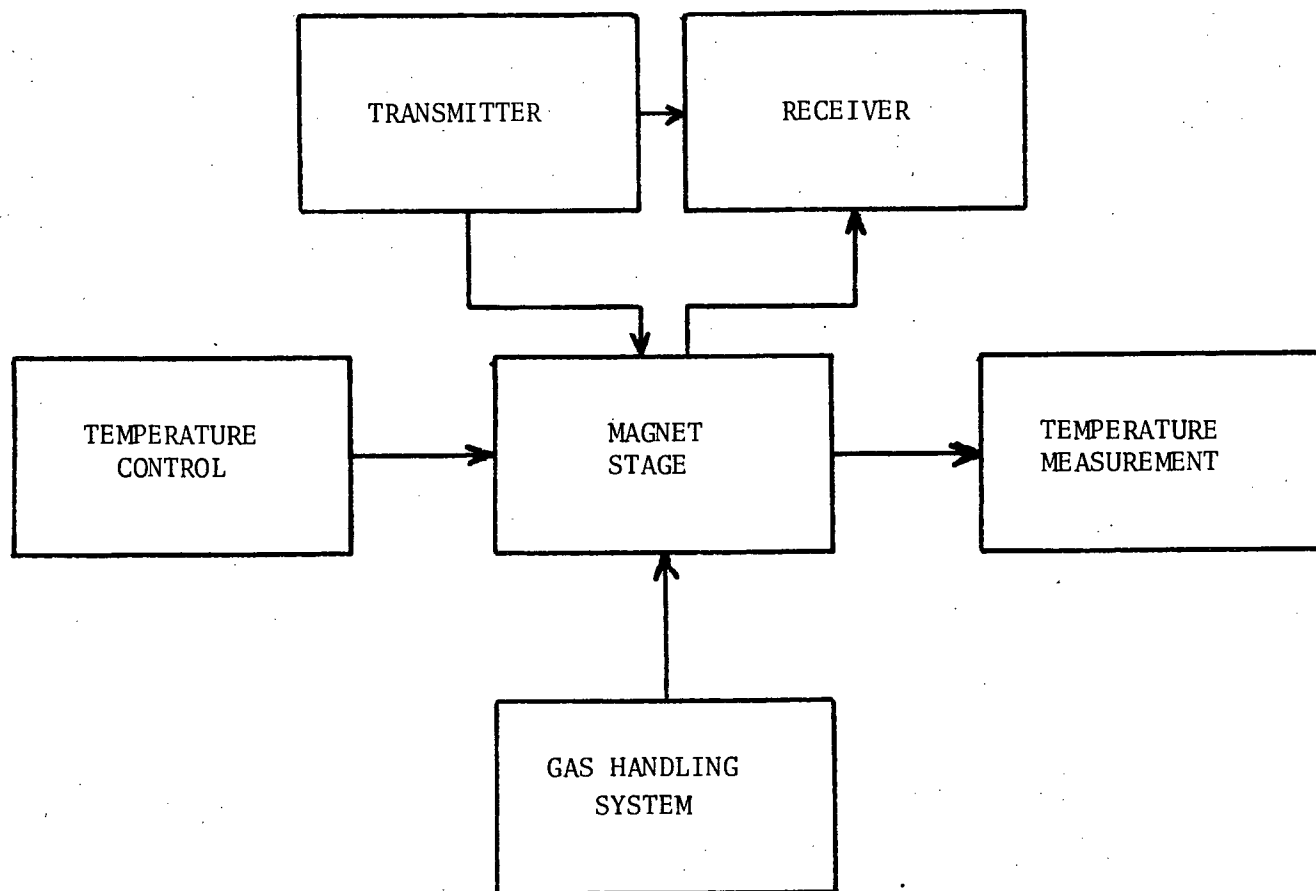 TRANSMITTER
RECEIVER
TEMPERATURE
CONTROL
MAGNET
STAGE
TEMPERATURE
MEASUREMENT
GAS HANDLING
SYSTEM